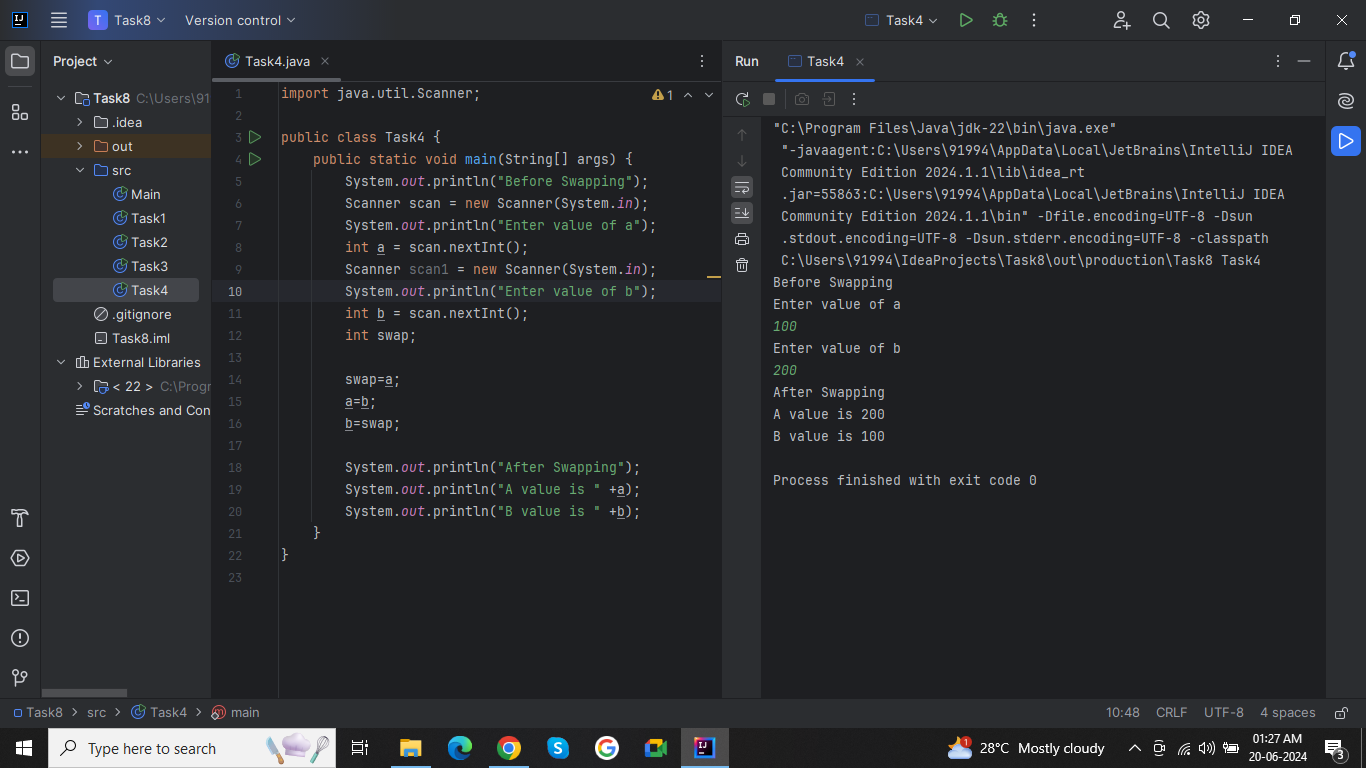 T Task8 Version control Task4
Project
Task4.java
Run Task4
Task8 C:\Users\91
.idea
out
src
Main
Task1
Task2
Task3
Task4
.gitignore
Task8.iml
External Libraries
< 22 > C:\Progr
Scratches and Con
1
1 import java.util.Scanner;
2
3 public class Task4 {
4 public static void main(String[] args) {
5 System.out.println("Before Swapping");
6 Scanner scan = new Scanner(System.in);
7 System.out.println("Enter value of a");
8 int a = scan.nextInt();
9 Scanner scan1 = new Scanner(System.in);
10 System.out.println("Enter value of b");
11 int b = scan.nextInt();
12 int swap;
13
14 swap=a;
15 a=b;
16 b=swap;
17
18 System.out.println("After Swapping");
19 System.out.println("A value is " +a);
20 System.out.println("B value is " +b);
21 }
22 }
23
"C:\Program Files\Java\jdk-22\bin\java.exe"
"-javaagent:C:\Users\91994\AppData\Local\JetBrains\IntelliJ IDEA
Community Edition 2024.1.1\lib\idea_rt
.jar=55863:C:\Users\91994\AppData\Local\JetBrains\IntelliJ IDEA
Community Edition 2024.1.1\bin" -Dfile.encoding=UTF-8 -Dsun
.stdout.encoding=UTF-8 -Dsun.stderr.encoding=UTF-8 -classpath
C:\Users\91994\IdeaProjects\Task8\out\production\Task8 Task4
Before Swapping
Enter value of a
100
Enter value of b
200
After Swapping
A value is 200
B value is 100
Process finished with exit code 0
Task8 > src > Task4 > main
10:48 CRLF UTF-8 4 spaces
Type here to search
28°C Mostly cloudy
01:27 AM
20-06-2024
3